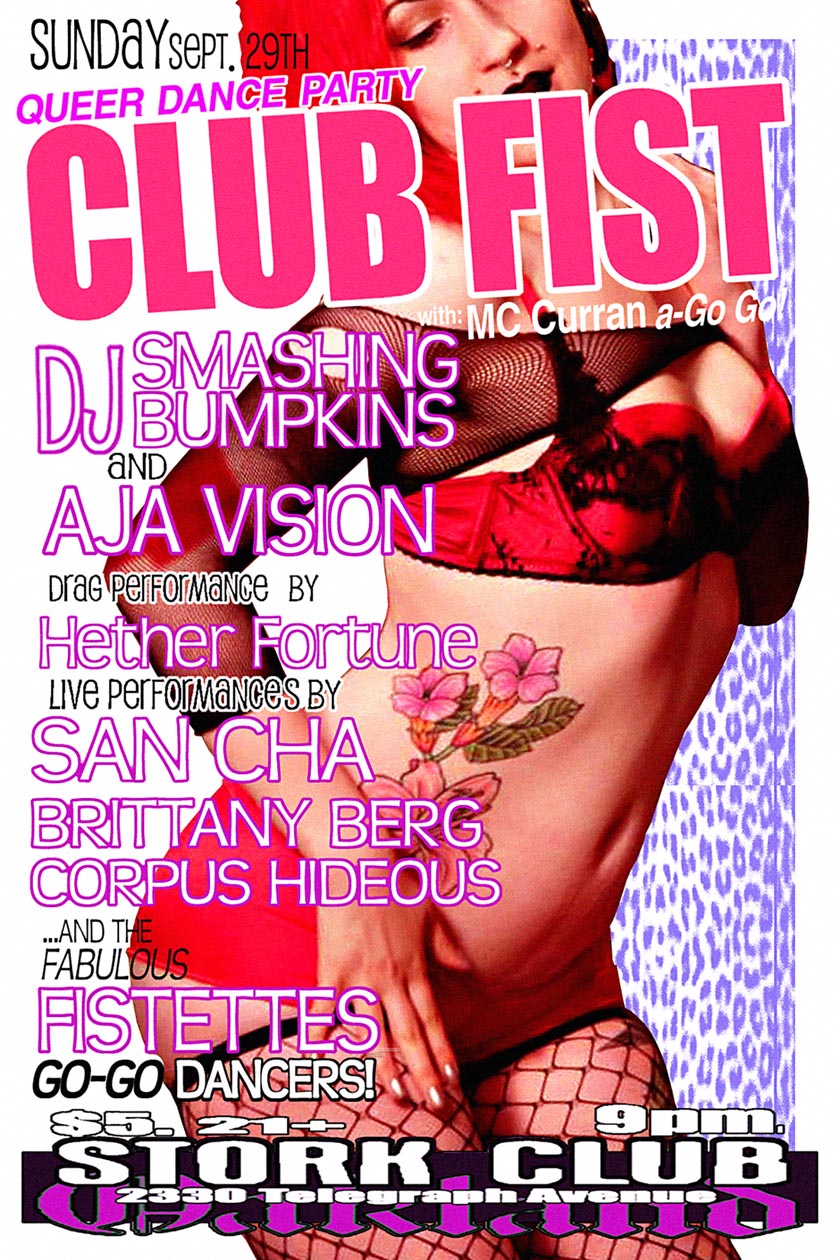 SUNDAY SEPT. 29TH
QUEER DANCE PARTY
CLUB FIST
with: MC Curran a-Go Go!
DJ SMASHING BUMPKINS
AND
AJA VISION
Drag Performance BY
Hether Fortune
Live Performances BY
SAN CHA
BRITTANY BERG
CORPUS HIDEOUS
...AND THE
FABULOUS
FISTETTES
GO-GO DANCERS!
$5. 21+ 9pm.
STORK CLUB
2330 Telegraph Avenue
Oakland